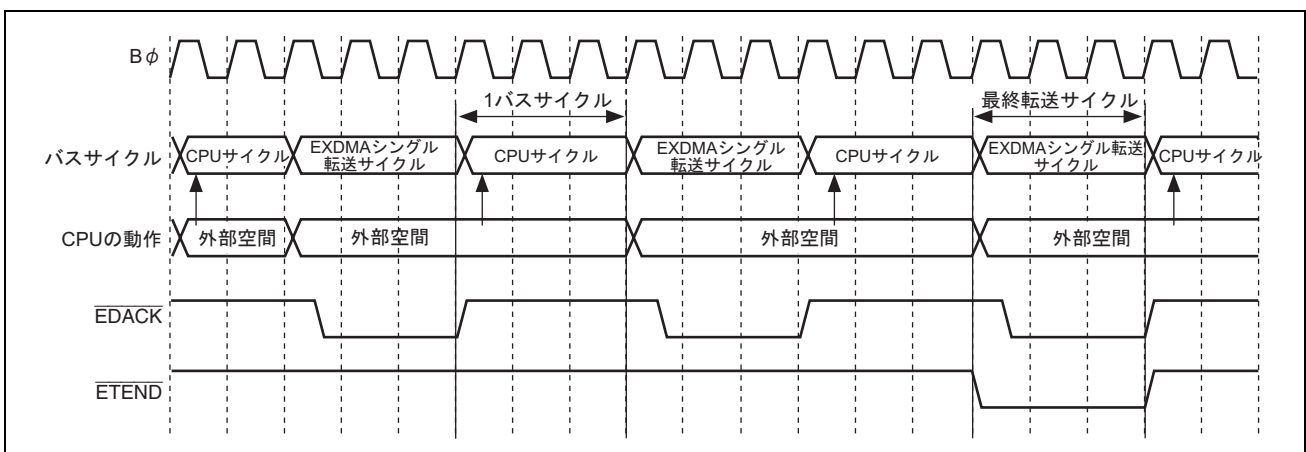 Bφ
1バスサイクル
最終転送サイクル
バスサイクル
CPUサイクル
EXDMAシングル
転送サイクル
CPUサイクル
EXDMAシングル
転送サイクル
CPUサイクル
EXDMAシングル転送
サイクル
CPUサイクル
CPUの動作
外部空間
外部空間
外部空間
外部空間
EDACK
ETEND